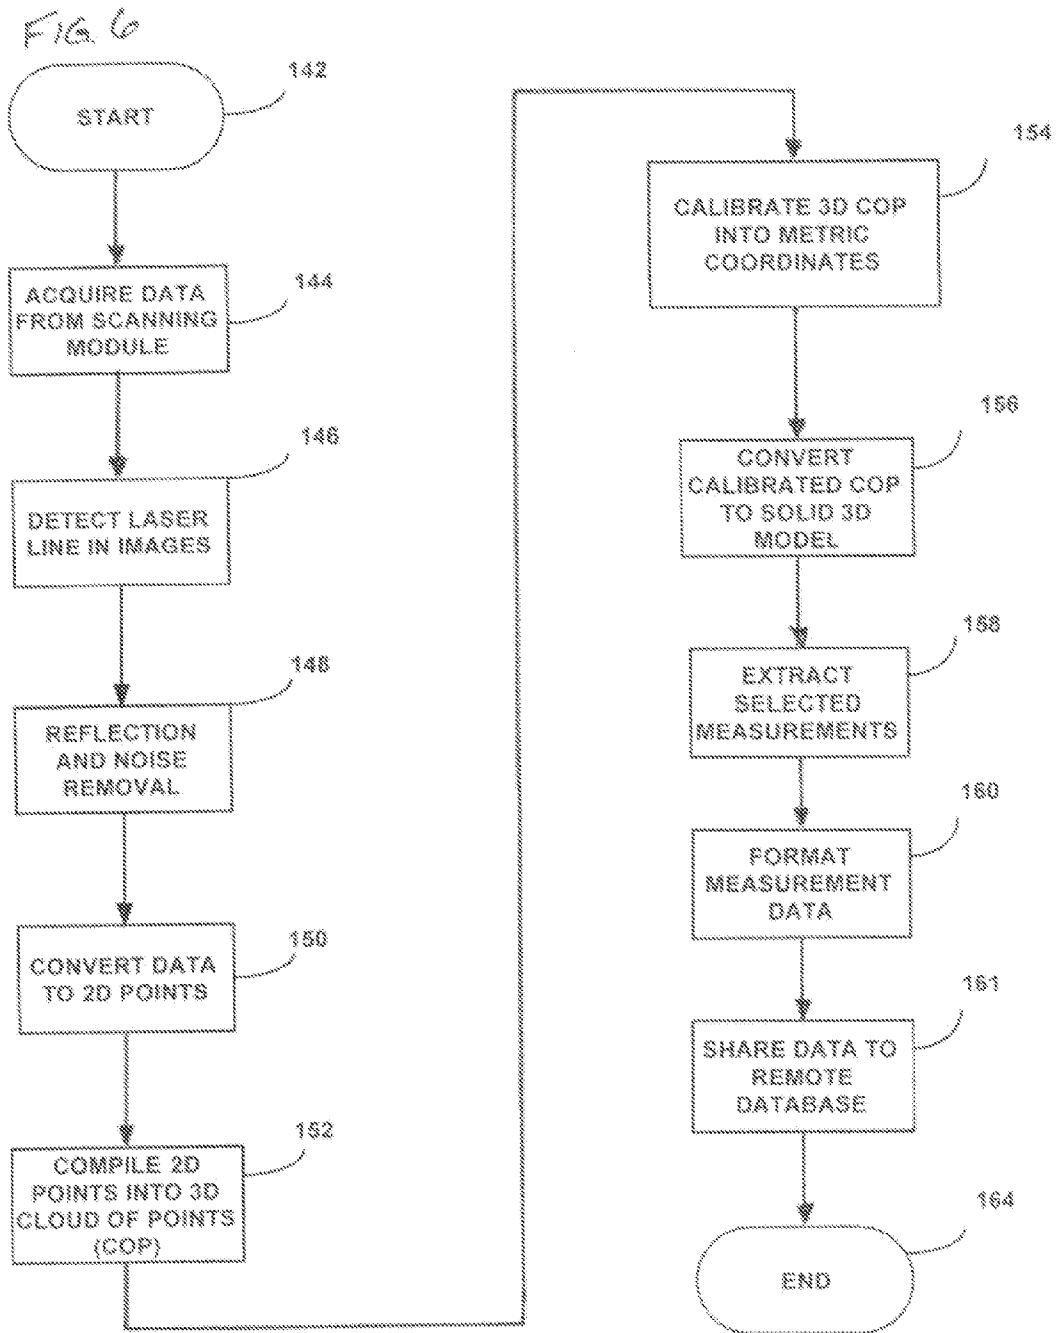 FIG. 6
START
142
ACQUIRE DATA
FROM SCANNING
MODULE
144
DETECT LASER
LINE IN IMAGES
146
REFLECTION
AND NOISE
REMOVAL
148
CONVERT DATA
TO 2D POINTS
150
COMPILE 2D
POINTS INTO 3D
CLOUD OF POINTS
(COP)
152
CALIBRATE 3D COP
INTO METRIC
COORDINATES
154
CONVERT
CALIBRATED COP
TO SOLID 3D
MODEL
156
EXTRACT
SELECTED
MEASUREMENTS
158
FORMAT
MEASUREMENT
DATA
160
SHARE DATA TO
REMOTE
DATABASE
161
END
164